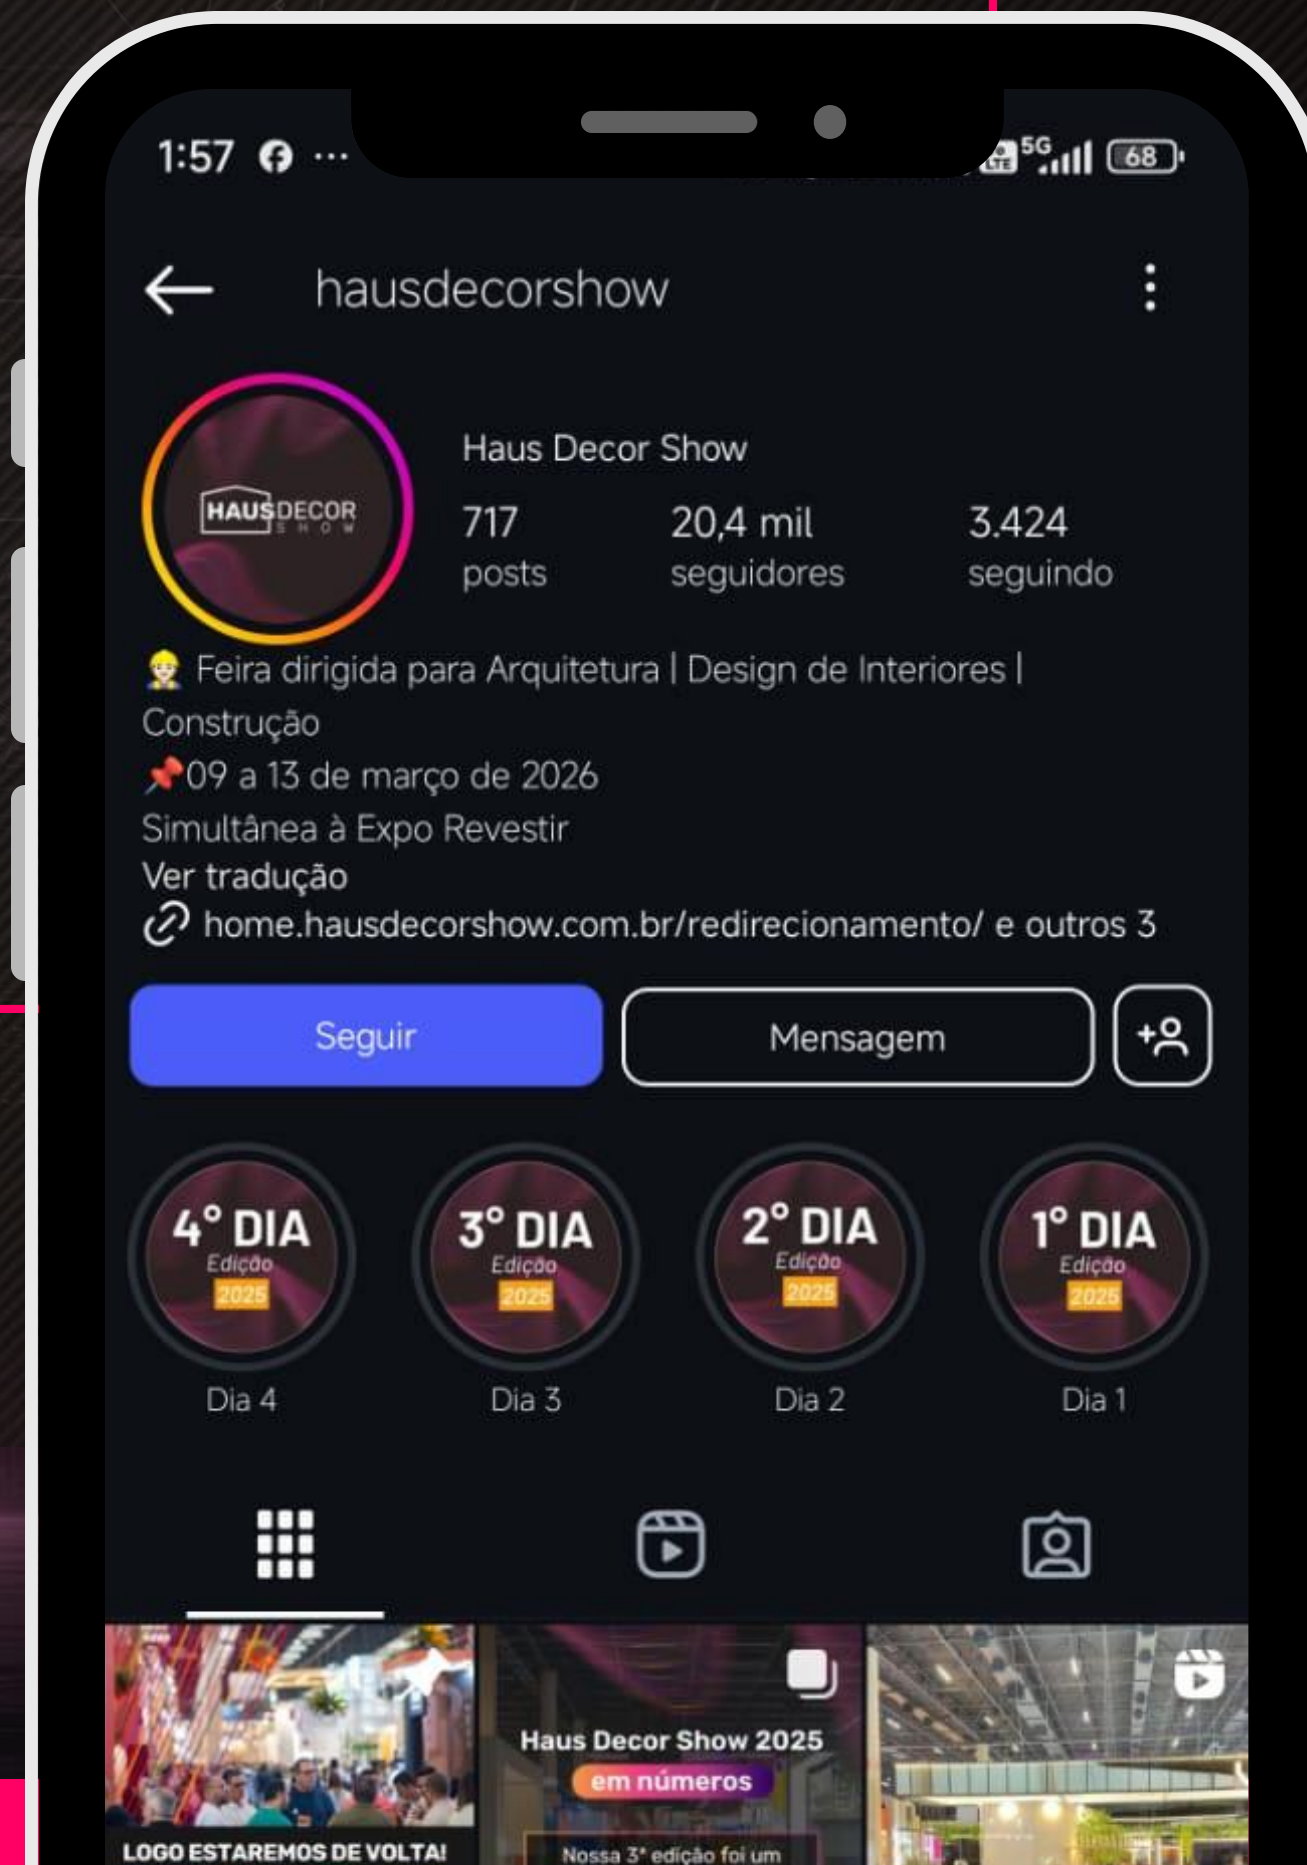 1:57
5G
LTE
68
hausdecorshow
HAUSDECOR
SHOW
Haus Decor Show
717
posts
20,4 mil
seguidores
3.424
seguindo
👷 Feira dirigida para Arquitetura | Design de Interiores |
Construção
📌09 a 13 de março de 2026
Simultânea à Expo Revestir
Ver tradução
home.hausdecorshow.com.br/redirecionamento/ e outros 3
Seguir
Mensagem
4° DIA
Edição
2025
3° DIA
Edição
2025
2° DIA
Edição
2025
1° DIA
Edição
2025
Dia 4
Dia 3
Dia 2
Dia 1
LOGO ESTAREMOS DE VOLTA!
Haus Decor Show 2025
em números
Nossa 3ª edição foi um